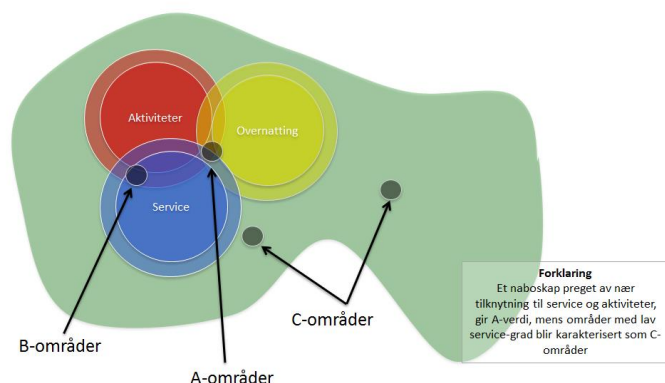 Aktiviteter
Overnatting
Service
B-områder
A-områder
C-områder
Forklaring
Et naboskap preget av nær
tilknytning til service og aktiviteter,
gir A-verdi, mens områder med lav
service-grad blir karakterisert som C-
områder